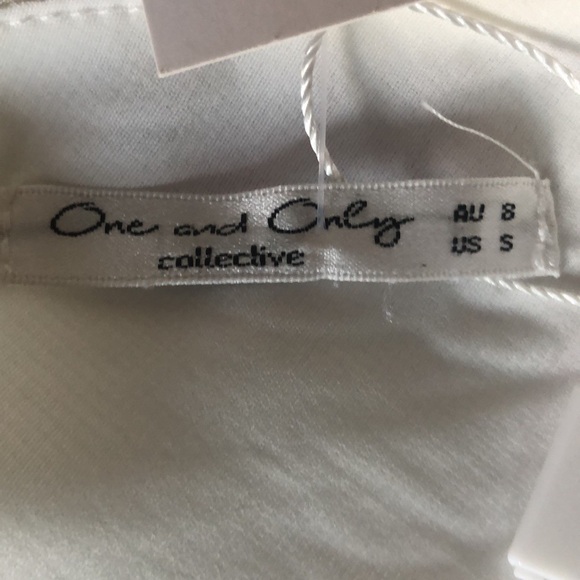 One and Only
collective
AU 8
US S